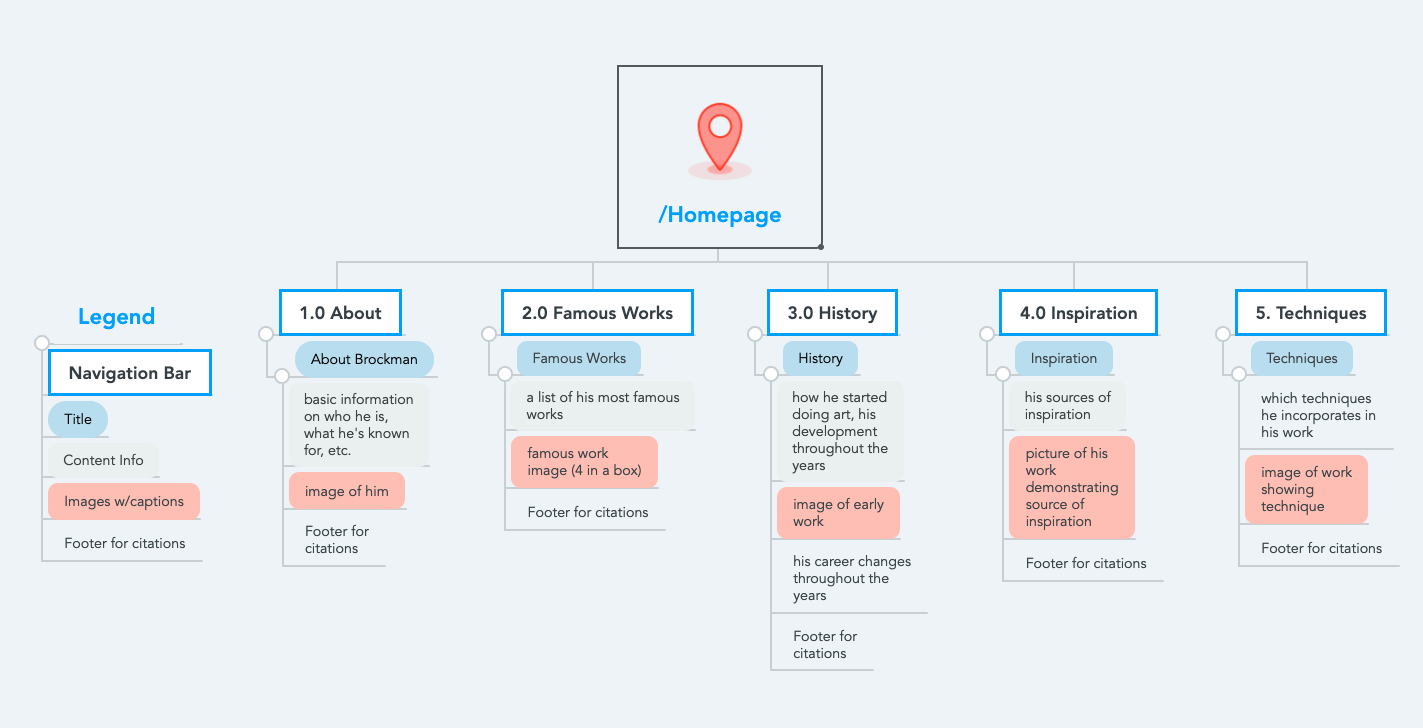 /Homepage
Legend
Navigation Bar
Title
Content Info
Images w/captions
Footer for citations
1.0 About
About Brockman
basic information
on who he is,
what he's known
for, etc.
image of him
Footer for
citations
2.0 Famous Works
Famous Works
a list of his most famous
works
famous work
image (4 in a box)
Footer for citations
3.0 History
History
how he started
doing art, his
development
throughout the
years
image of early
work
his career changes
throughout the
years
Footer for
citations
4.0 Inspiration
Inspiration
his sources of
inspiration
picture of his
work
demonstrating
source of
inspiration
Footer for citations
5. Techniques
Techniques
which techniques
he incorporates in
his work
image of work
showing
technique
Footer for citations